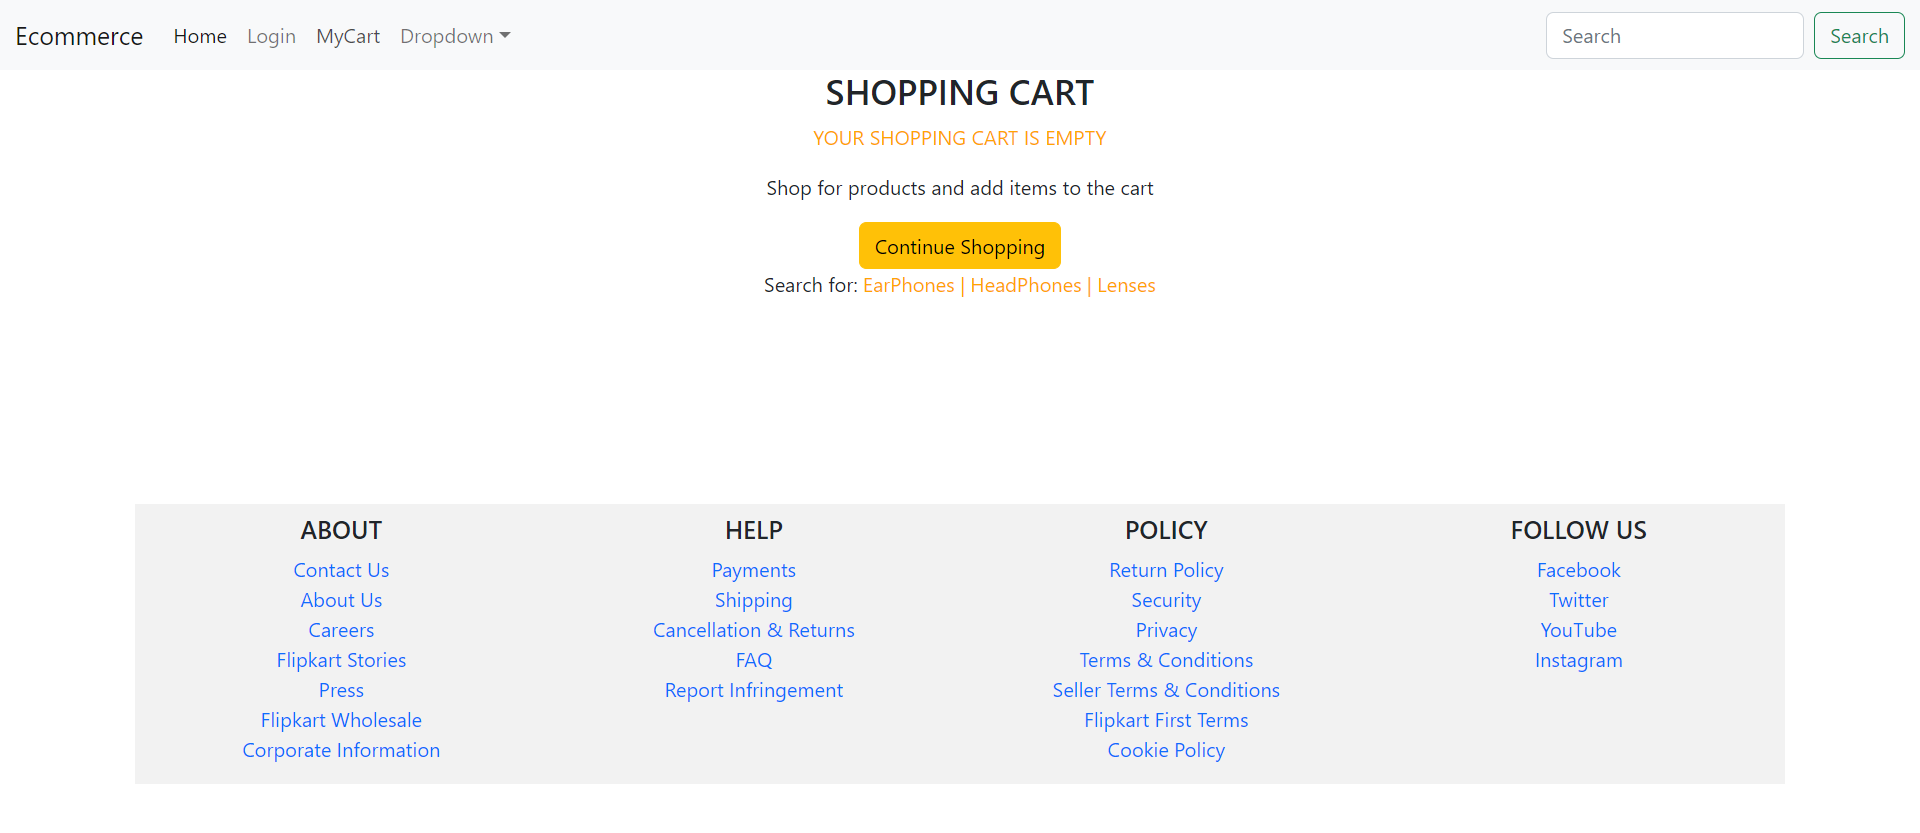 Ecommerce Home Login MyCart Dropdown Search Search
SHOPPING CART
YOUR SHOPPING CART IS EMPTY
Shop for products and add items to the cart
Continue Shopping
Search for: EarPhones | HeadPhones | Lenses
ABOUT
Contact Us
About Us
Careers
Flipkart Stories
Press
Flipkart Wholesale
Corporate Information
HELP
Payments
Shipping
Cancellation & Returns
FAQ
Report Infringement
POLICY
Return Policy
Security
Privacy
Terms & Conditions
Seller Terms & Conditions
Flipkart First Terms
Cookie Policy
FOLLOW US
Facebook
Twitter
YouTube
Instagram